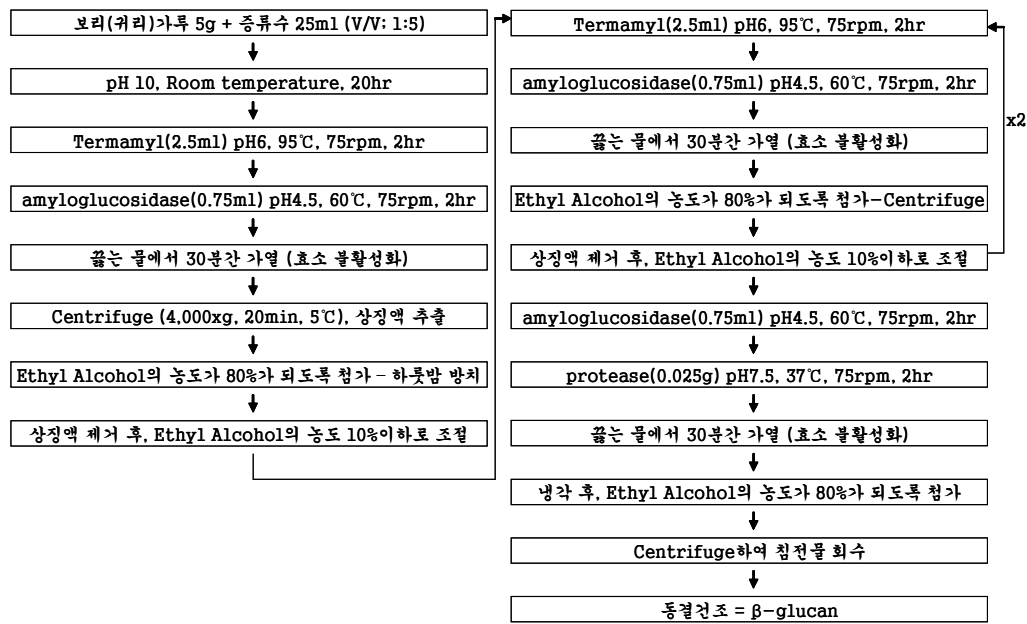 보리(귀리)가루 5g + 증류수 25ml (V/V: 1:5)
pH 10, Room temperature, 20hr
Termamyl(2.5ml) pH6, 95℃, 75rpm, 2hr
amyloglucosidase(0.75ml) pH4.5, 60℃, 75rpm, 2hr
끓는 물에서 30분간 가열 (효소 불활성화)
Centrifuge (4,000xg, 20min, 5℃), 상징액 추출
Ethyl Alcohol의 농도가 80%가 되도록 첨가 - 하룻밤 방치
상징액 제거 후, Ethyl Alcohol의 농도 10%이하로 조절
Termamyl(2.5ml) pH6, 95℃, 75rpm, 2hr
amyloglucosidase(0.75ml) pH4.5, 60℃, 75rpm, 2hr
끓는 물에서 30분간 가열 (효소 불활성화)
Ethyl Alcohol의 농도가 80%가 되도록 첨가-Centrifuge
상징액 제거 후, Ethyl Alcohol의 농도 10%이하로 조절
x2
amyloglucosidase(0.75ml) pH4.5, 60℃, 75rpm, 2hr
protease(0.025g) pH7.5, 37℃, 75rpm, 2hr
끓는 물에서 30분간 가열 (효소 불활성화)
냉각 후, Ethyl Alcohol의 농도가 80%가 되도록 첨가
Centrifuge하여 침전물 회수
동결건조 = β-glucan